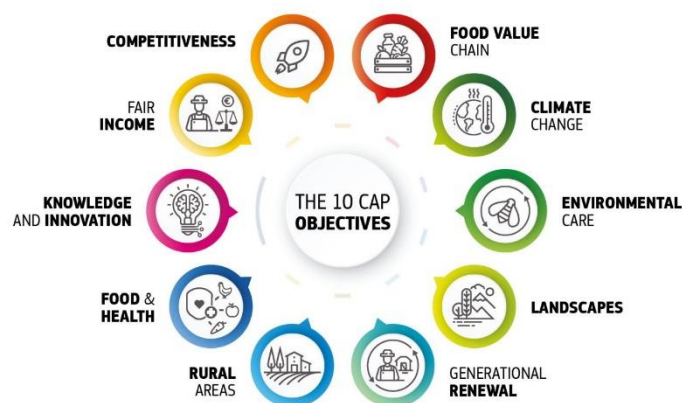 THE 10 CAP
OBJECTIVES
COMPETITIVENESS
FOOD VALUE
CHAIN
CLIMATE
CHANGE
ENVIRONMENTAL
CARE
LANDSCAPES
GENERATIONAL
RENEWAL
RURAL
AREAS
FOOD &
HEALTH
KNOWLEDGE
AND INNOVATION
FAIR
INCOME
€